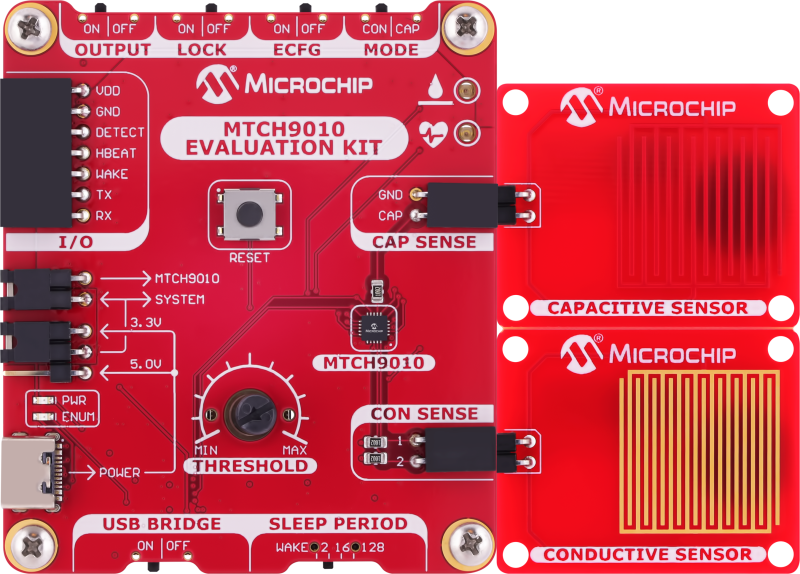 ON OFF ON OFF ON OFF CON CAP
OUTPUT LOCK ECFG MODE
MICROCHIP
MTCH9010
EVALUATION KIT
VDD
GND
DETECT
HBEAT
WAKE
TX
RX
I/O
RESET
GND
CAP
CAP SENSE
MICROCHIP
CAPACITIVE SENSOR
MTCH9010
SYSTEM
3.3V
5.0V
MTCH9010
PWR
ENUM
POWER
MIN MAX
THRESHOLD
CON SENSE
1
2
MICROCHIP
CONDUCTIVE SENSOR
USB BRIDGE
ON OFF
SLEEP PERIOD
WAKE 2 16 128